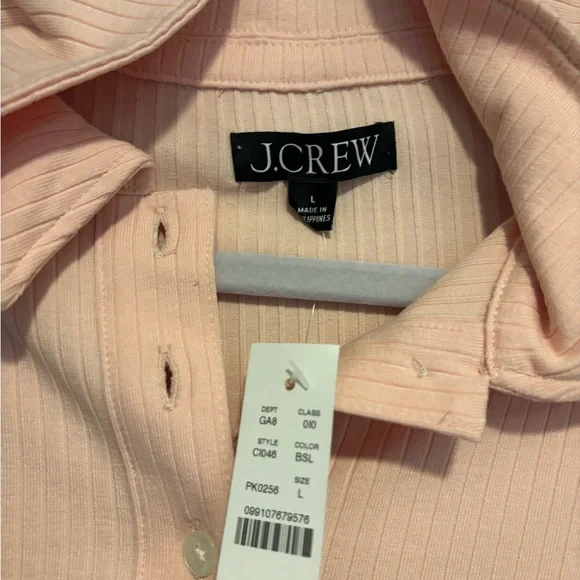 J.CREW
L
MADE IN
DEPT CLASS
GA8 010
STYLE COLOR
CI046 BSL
SIZE
PK0256 L
099107679576